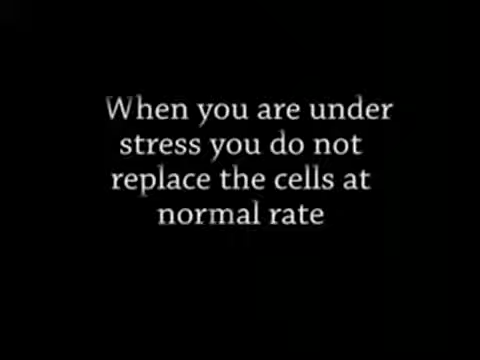 When you are under
stress you do not
replace the cells at
normal rate